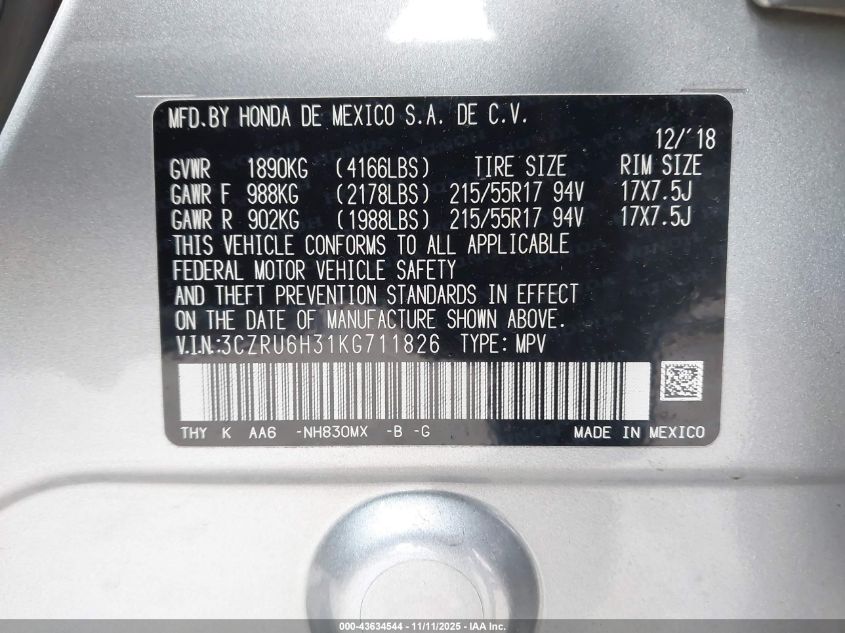 MFD.BY HONDA DE MEXICO S.A. DE C.V.
12/'18
GVWR 1890KG (4166LBS) TIRE SIZE RIM SIZE
GAWR F 988KG (2178LBS) 215/55R17 94V 17X7.5J
GAWR R 902KG (1988LBS) 215/55R17 94V 17X7.5J
THIS VEHICLE CONFORMS TO ALL APPLICABLE
FEDERAL MOTOR VEHICLE SAFETY
AND THEFT PREVENTION STANDARDS IN EFFECT
ON THE DATE OF MANUFACTURE SHOWN ABOVE.
V.I.N:3CZRU6H31KG711826 TYPE: MPV
THY K AA6 -NH830MX -B -G MADE IN MEXICO
000-43634544 - 11/11/2025 - IAA Inc.